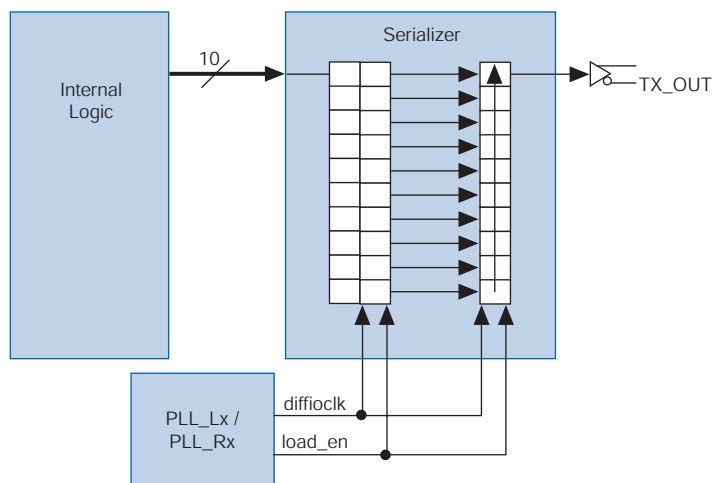 Serializer
10
Internal
Logic
TX_OUT
diffioclk
PLL_Lx /
PLL_Rx
load_en